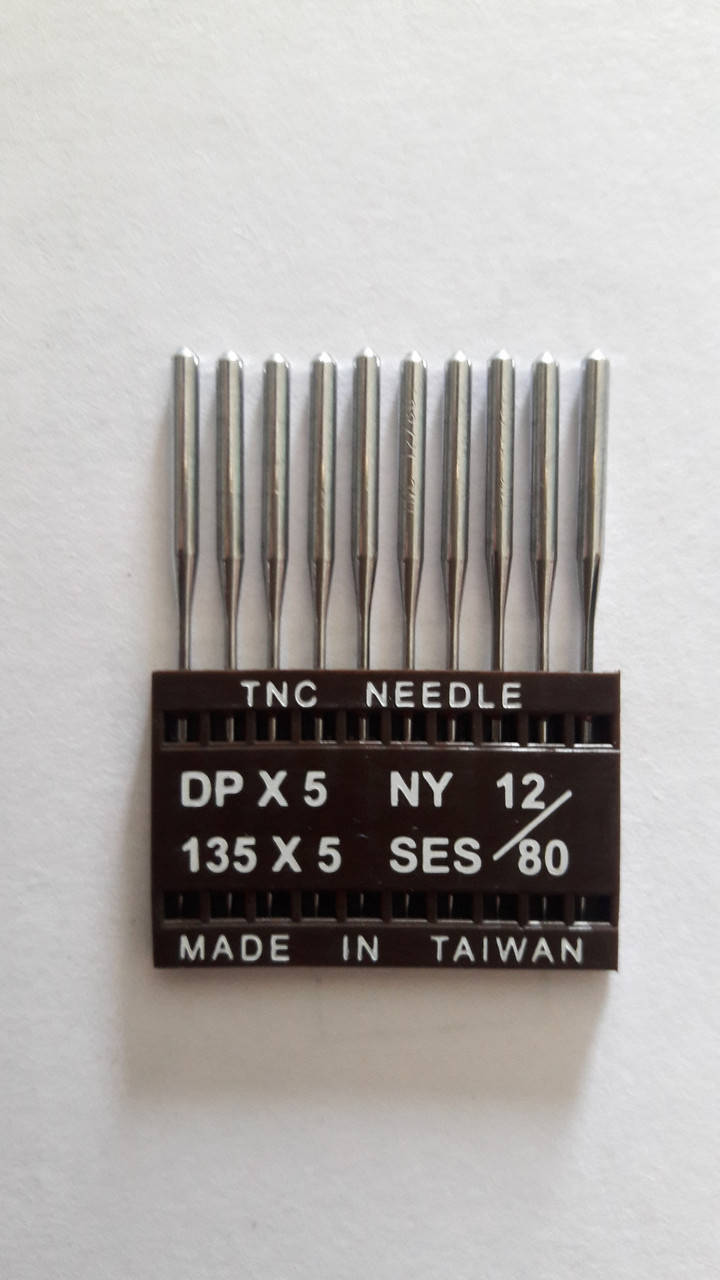 TNC NEEDLE
DP X 5 NY 12/
135 X 5 SES 80
MADE IN TAIWAN